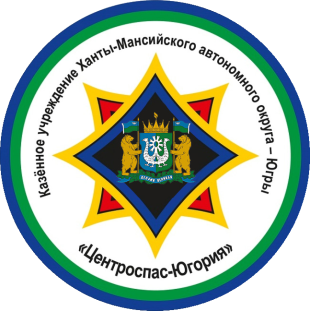 Казённое учреждение Ханты-Мансийского автономного округа – Югры
«Центроспас-Югория»